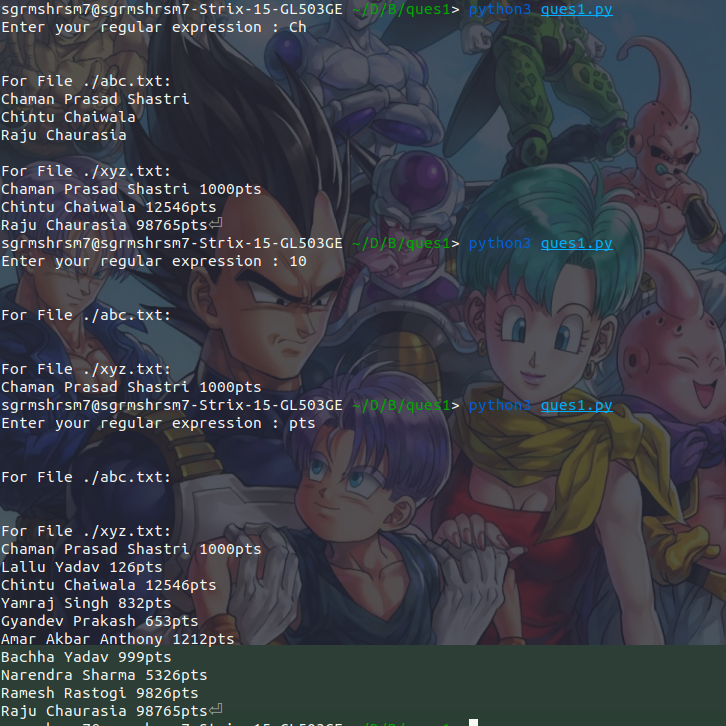 sgrmshrsm7@sgrmshrsm7-Strix-15-GL503GE ~/D/B/ques1> python3 ques1.py
Enter your regular expression : Ch
For File ./abc.txt:
Chaman Prasad Shastri
Chintu Chaiwala
Raju Chaurasia
For File ./xyz.txt:
Chaman Prasad Shastri 1000pts
Chintu Chaiwala 12546pts
Raju Chaurasia 98765pts⏎
sgrmshrsm7@sgrmshrsm7-Strix-15-GL503GE ~/D/B/ques1> python3 ques1.py
Enter your regular expression : 10
For File ./abc.txt:
For File ./xyz.txt:
Chaman Prasad Shastri 1000pts
sgrmshrsm7@sgrmshrsm7-Strix-15-GL503GE ~/D/B/ques1> python3 ques1.py
Enter your regular expression : pts
For File ./abc.txt:
For File ./xyz.txt:
Chaman Prasad Shastri 1000pts
Lallu Yadav 126pts
Chintu Chaiwala 12546pts
Yamraj Singh 832pts
Gyandev Prakash 653pts
Amar Akbar Anthony 1212pts
Bachha Yadav 999pts
Narendra Sharma 5326pts
Ramesh Rastogi 9826pts
Raju Chaurasia 98765pts⏎